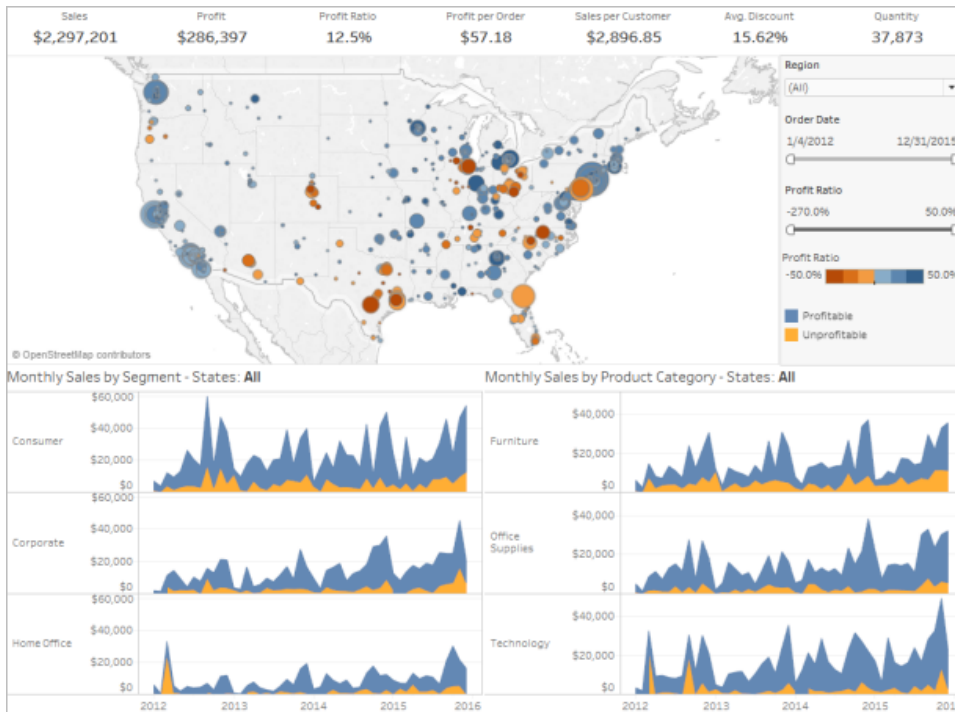 Sales Profit Profit Ratio Profit per Order Sales per Customer Avg. Discount Quantity
$2,297,201 $286,397 12.5% $57.18 $2,896.85 15.62% 37,873
Region
(All)
Order Date
1/4/2012 12/31/2015
Profit Ratio
-270.0% 50.0%
Profit Ratio
-50.0% 50.0%
Profitable
Unprofitable
© OpenStreetMap contributors
Monthly Sales by Segment - States: All
$60,000
Consumer
$40,000
$20,000
$0
$60,000
Corporate
$40,000
$20,000
$0
$60,000
Home Office
$40,000
$20,000
$0
2012 2013 2014 2015 2016
Monthly Sales by Product Category - States: All
Furniture
$40,000
$20,000
$0
Office
Supplies
$40,000
$20,000
$0
Technology
$40,000
$20,000
$0
2012 2013 2014 2015